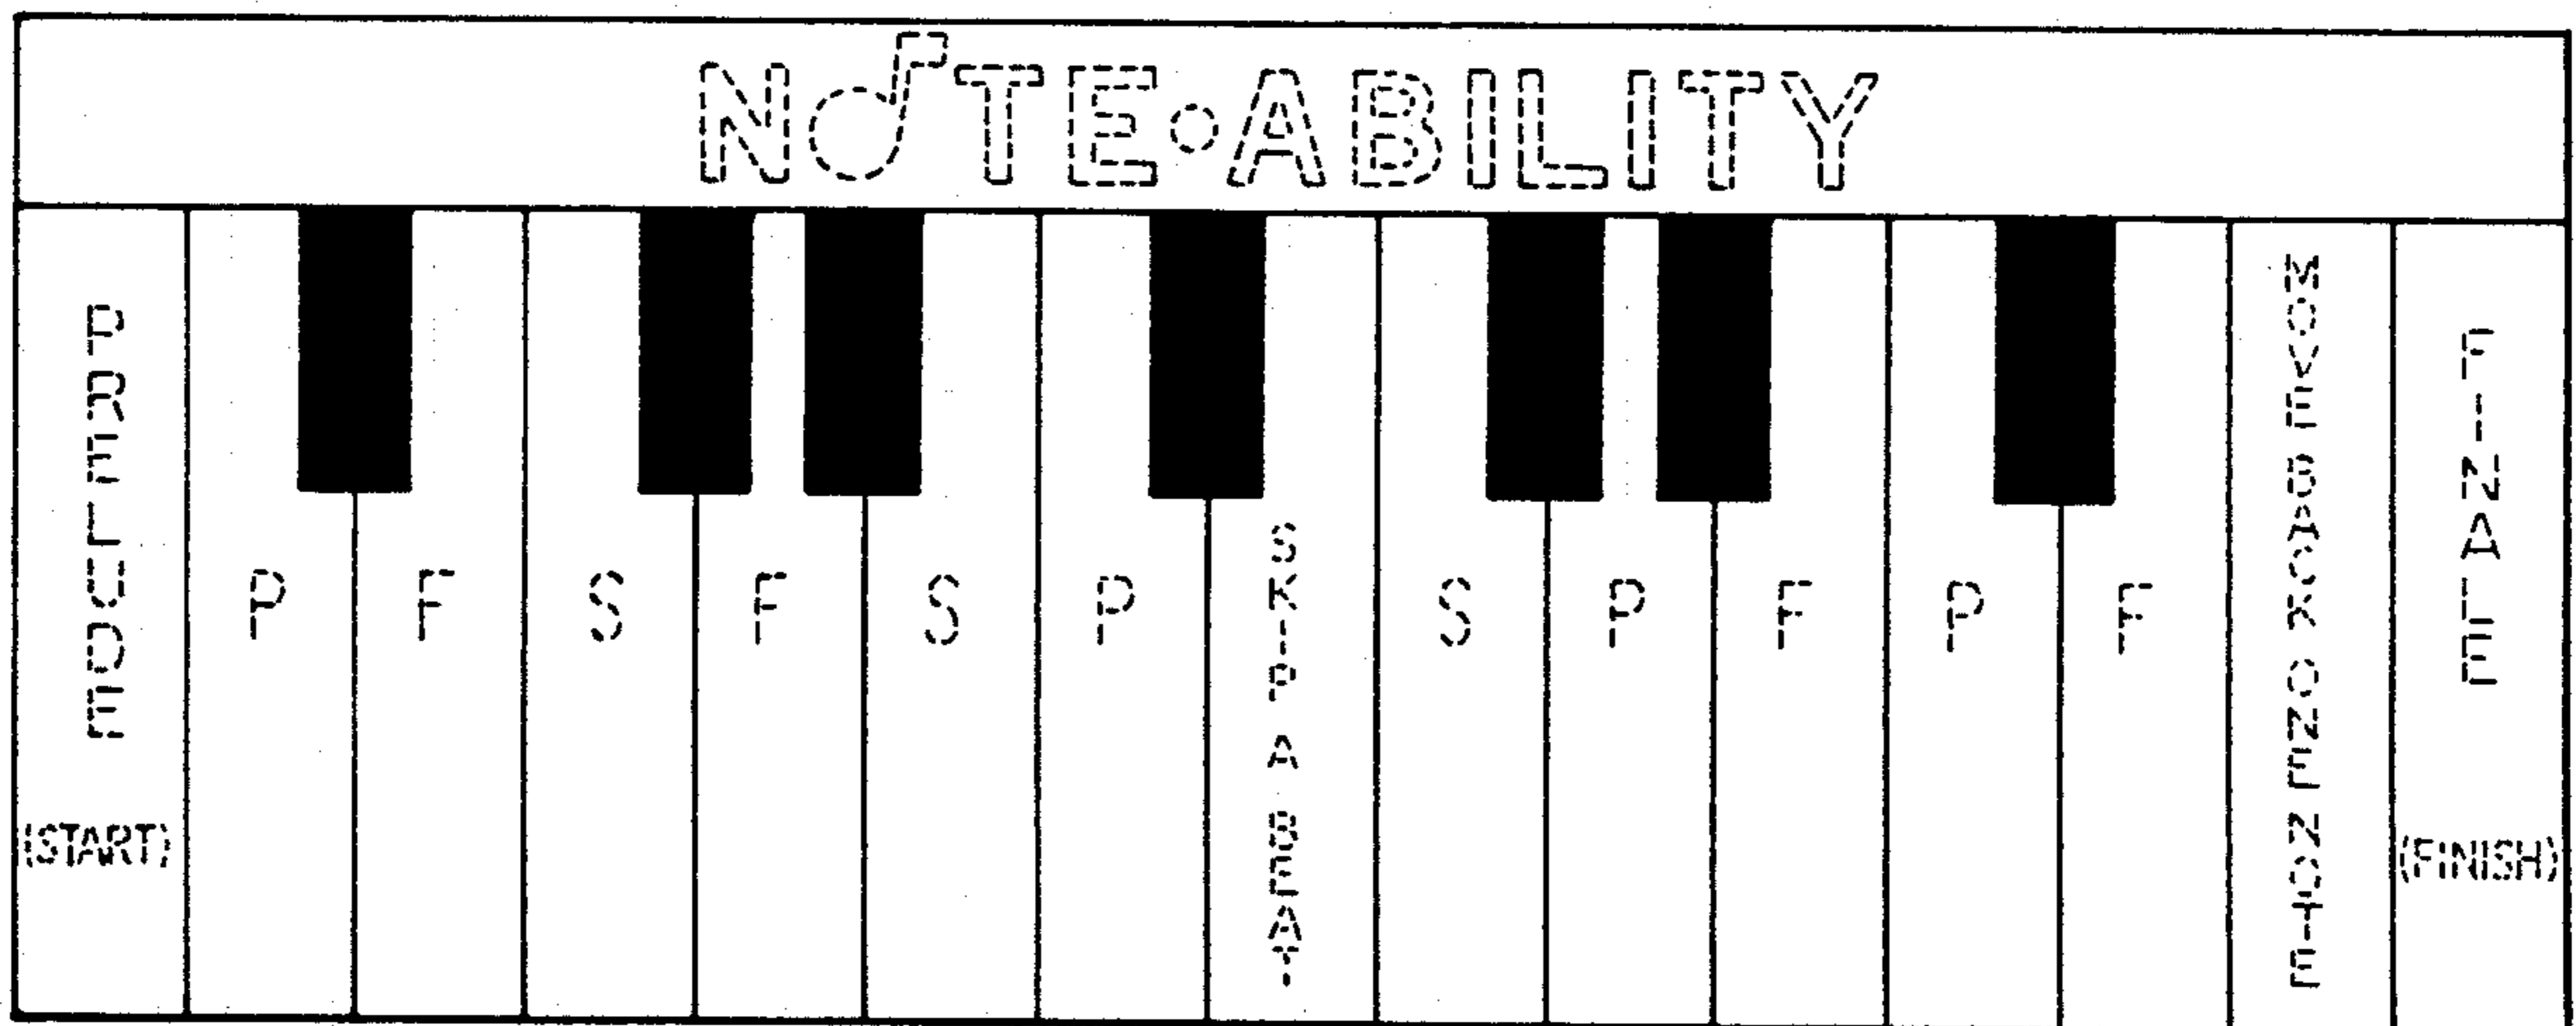 NOTE•ABILITY
PRELUDE
(START)
P
F
S
F
S
P
SKIP A BEAT
S
P
F
P
F
MOVE BACK ONE NOTE
FINALE
(FINISH)